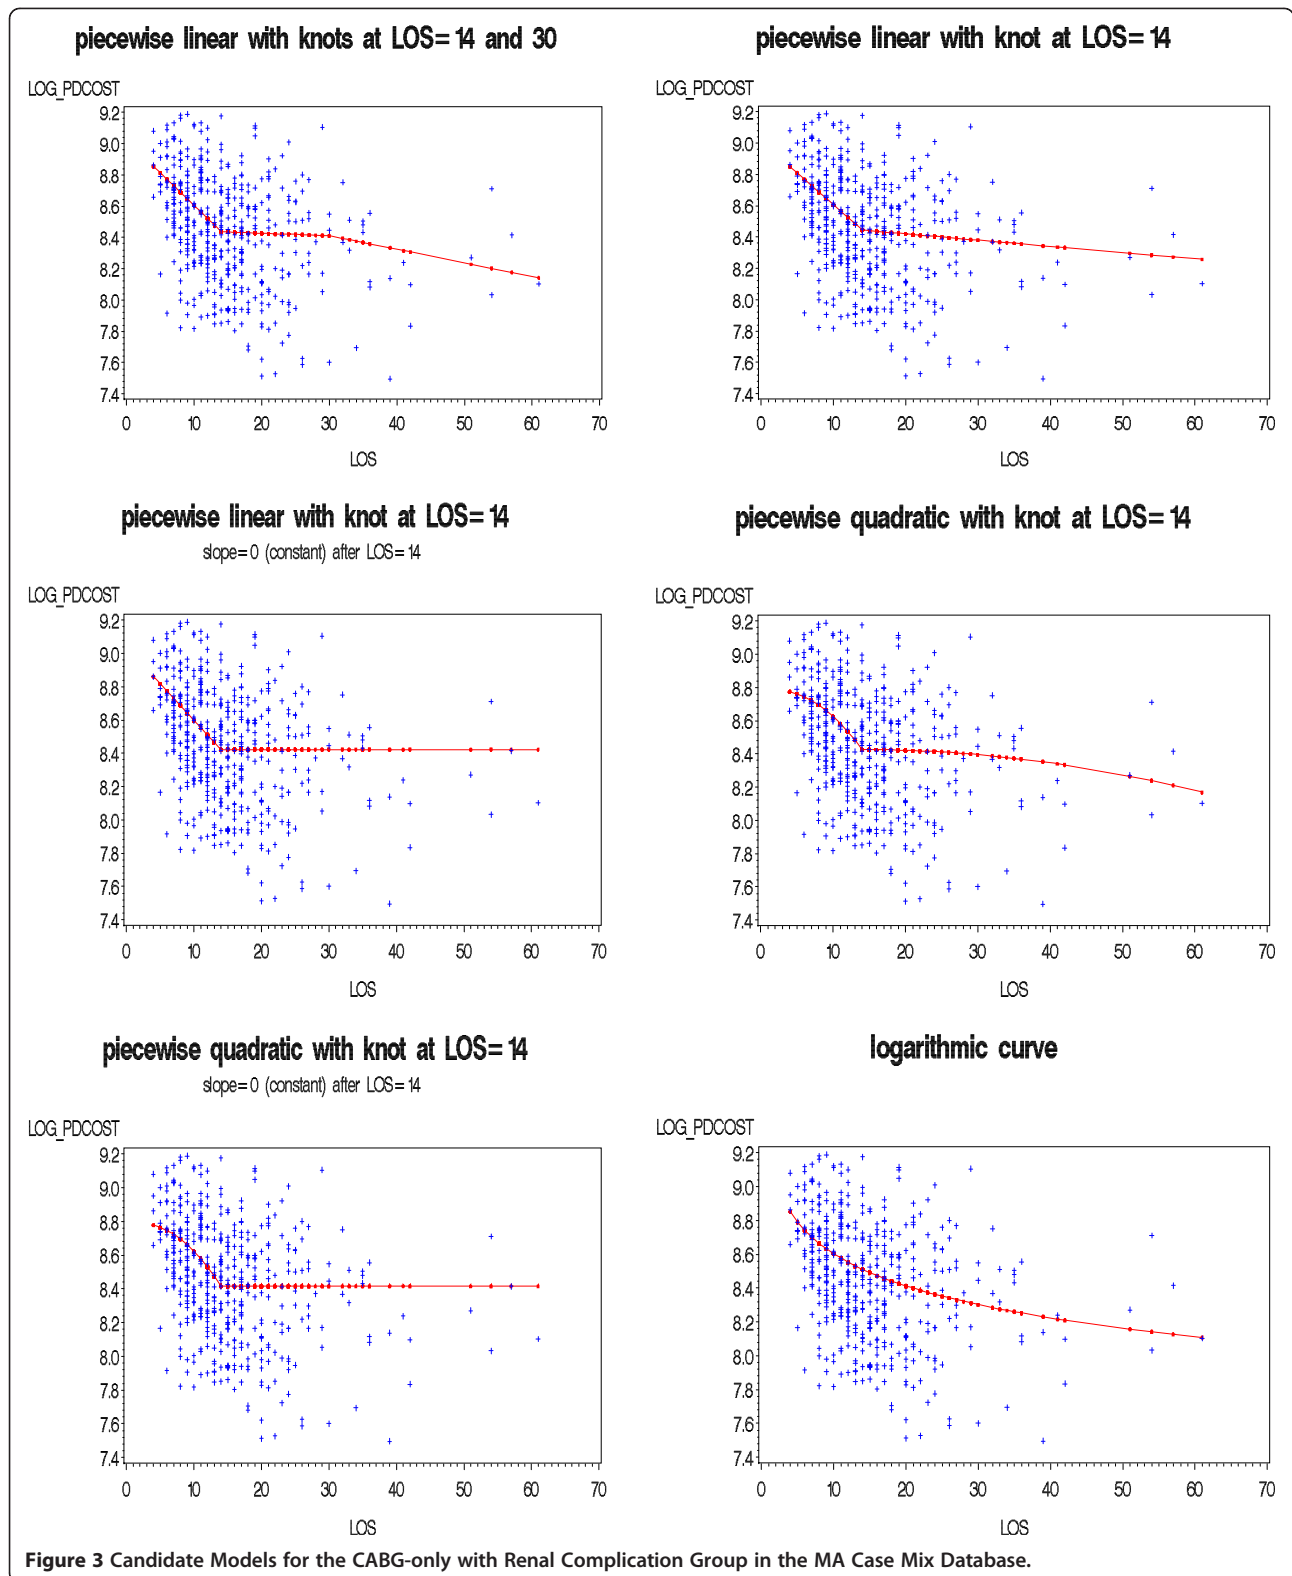 piecewise linear with knots at LOS=14 and 30
LOG_PDCOST
9.2
9.0
8.8
8.6
8.4
8.2
8.0
7.8
7.6
7.4
0 10 20 30 40 50 60 70
LOS
piecewise linear with knot at LOS=14
LOG_PDCOST
9.2
9.0
8.8
8.6
8.4
8.2
8.0
7.8
7.6
7.4
0 10 20 30 40 50 60 70
LOS
piecewise linear with knot at LOS=14
slope=0 (constant) after LOS=14
LOG_PDCOST
9.2
9.0
8.8
8.6
8.4
8.2
8.0
7.8
7.6
7.4
0 10 20 30 40 50 60 70
LOS
piecewise quadratic with knot at LOS=14
LOG_PDCOST
9.2
9.0
8.8
8.6
8.4
8.2
8.0
7.8
7.6
7.4
0 10 20 30 40 50 60 70
LOS
piecewise quadratic with knot at LOS=14
slope=0 (constant) after LOS=14
LOG_PDCOST
9.2
9.0
8.8
8.6
8.4
8.2
8.0
7.8
7.6
7.4
0 10 20 30 40 50 60 70
LOS
logarithmic curve
LOG_PDCOST
9.2
9.0
8.8
8.6
8.4
8.2
8.0
7.8
7.6
7.4
0 10 20 30 40 50 60 70
LOS
Figure 3 Candidate Models for the CABG-only with Renal Complication Group in the MA Case Mix Database.